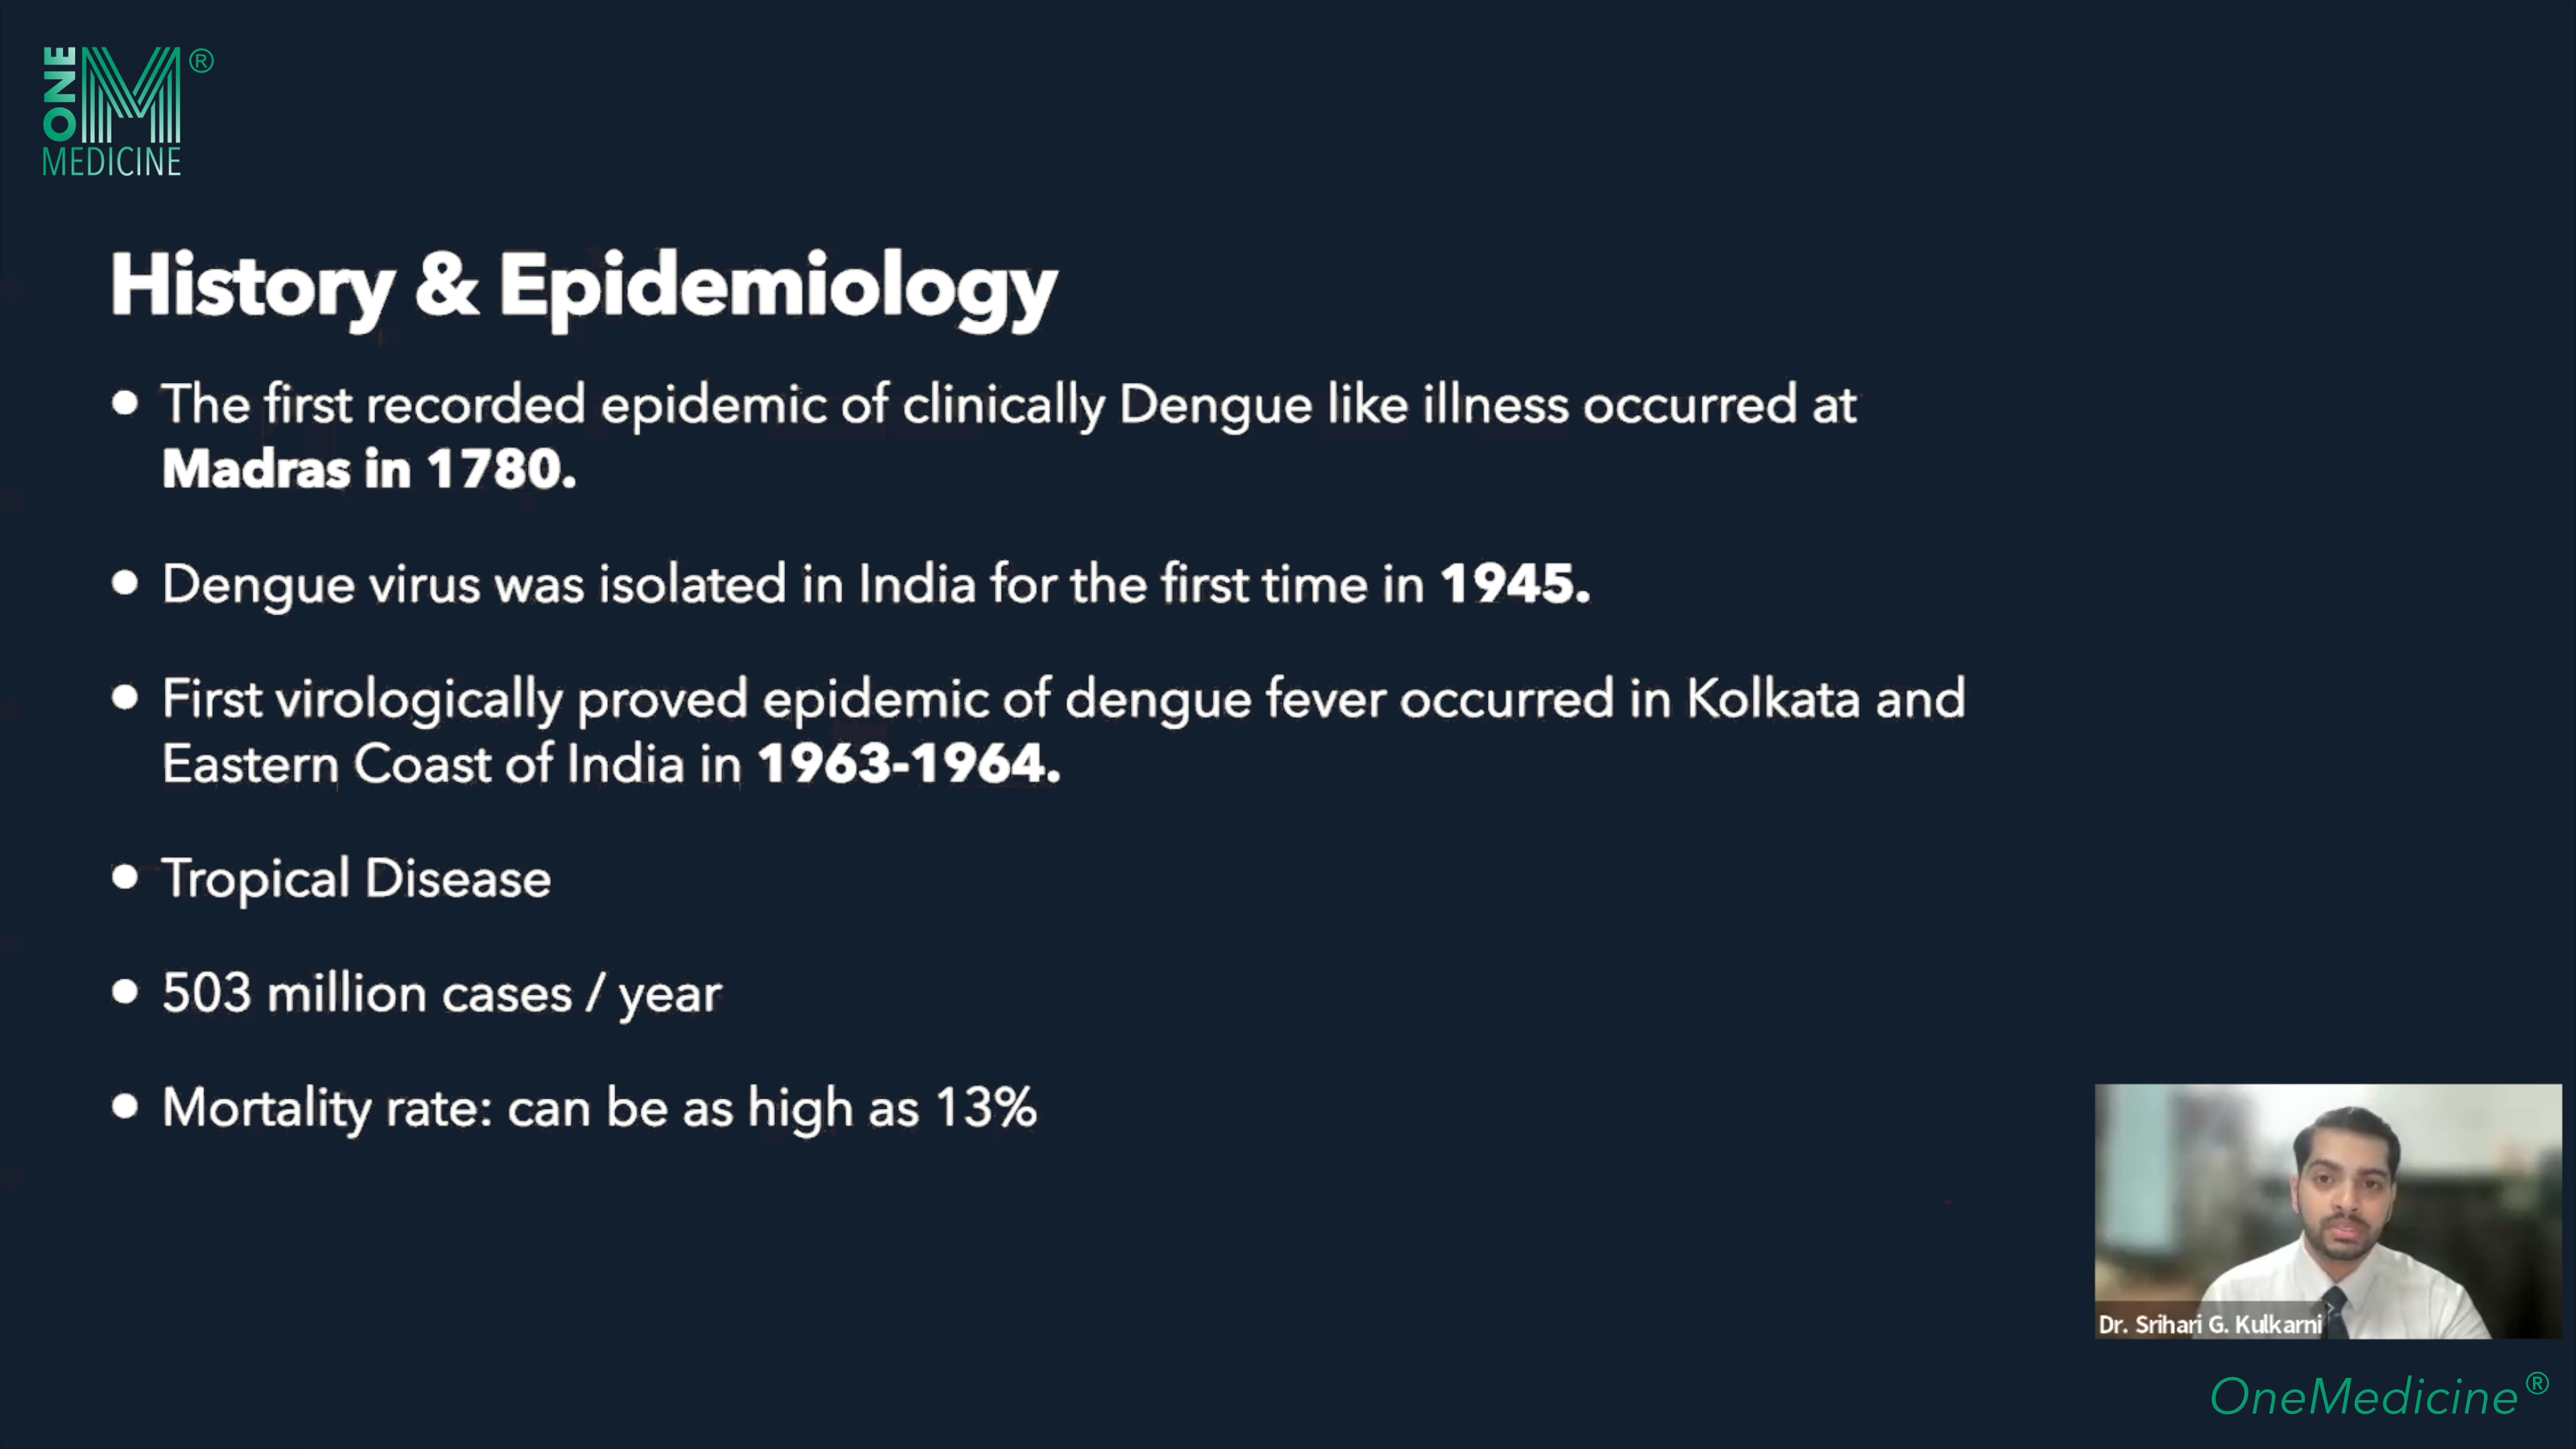 ONE
M®
MEDICINE
History & Epidemiology
• The first recorded epidemic of clinically Dengue like illness occurred at
Madras in 1780.
• Dengue virus was isolated in India for the first time in 1945.
• First virologically proved epidemic of dengue fever occurred in Kolkata and
Eastern Coast of India in 1963-1964.
• Tropical Disease
• 503 million cases / year
• Mortality rate: can be as high as 13%
Dr. Srihari G. Kulkarni
OneMedicine®